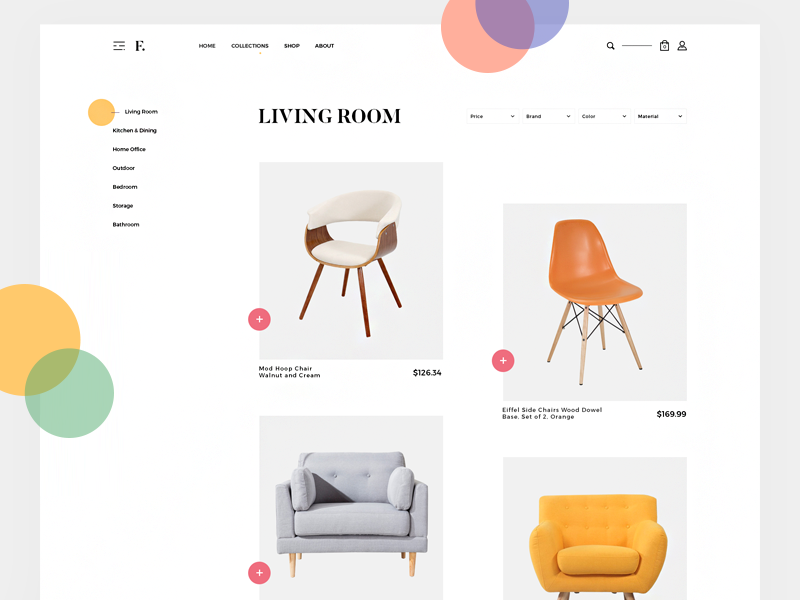 F.
HOME COLLECTIONS SHOP ABOUT
0
Living Room
Kitchen & Dining
Home Office
Outdoor
Bedroom
Storage
Bathroom
LIVING ROOM
Price Brand Color Material
Mod Hoop Chair
Walnut and Cream
$126.34
Eiffel Side Chairs Wood Dowel
Base, Set of 2, Orange
$169.99